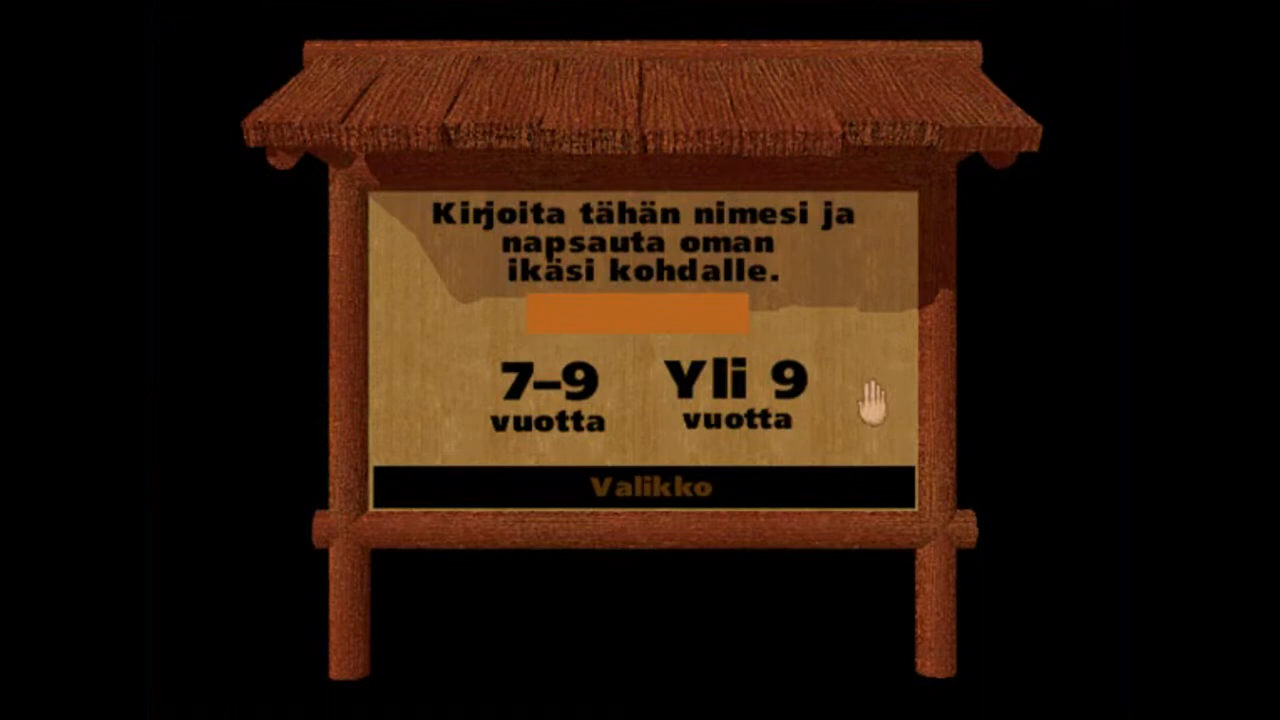 Kirjoita tähän nimesi ja
napsauta oman
ikäsi kohdalle.
7–9 Yli 9
vuotta vuotta
Valikko